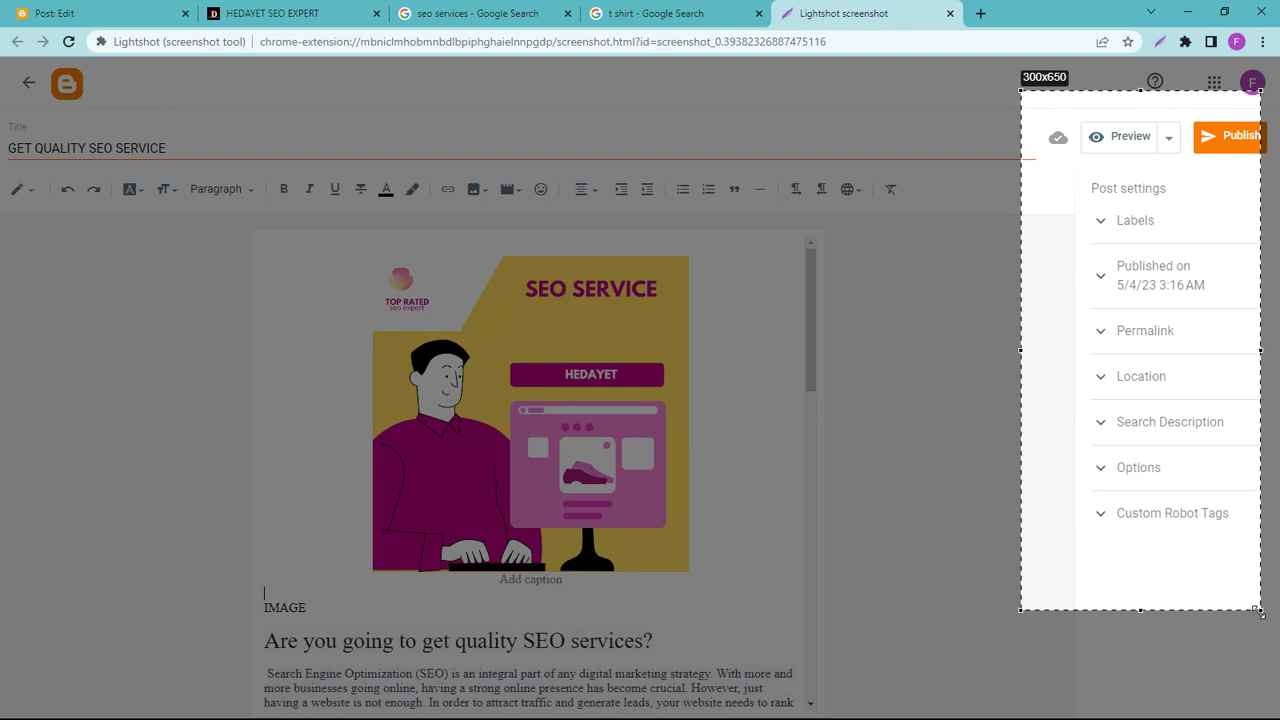 Post: Edit
HEDAYET SEO EXPERT
seo services - Google Search
t shirt - Google Search
Lightshot screenshot
Lightshot (screenshot tool) | chrome-extension://mbniclmhobmnbdlbpiphghaielnnpgdp/screenshot.html?id=screenshot_0.39382326887475116
F
300x650
F
Title
GET QUALITY SEO SERVICE
Preview
Publish
Paragraph
Post settings
Labels
Published on
5/4/23 3:16 AM
Permalink
Location
Search Description
Options
Custom Robot Tags
TOP RATED
seo expert
SEO SERVICE
HEDAYET
Add caption
IMAGE
Are you going to get quality SEO services?
Search Engine Optimization (SEO) is an integral part of any digital marketing strategy. With more and
more businesses going online, having a strong online presence has become crucial. However, just
having a website is not enough. In order to attract traffic and generate leads, your website needs to rank